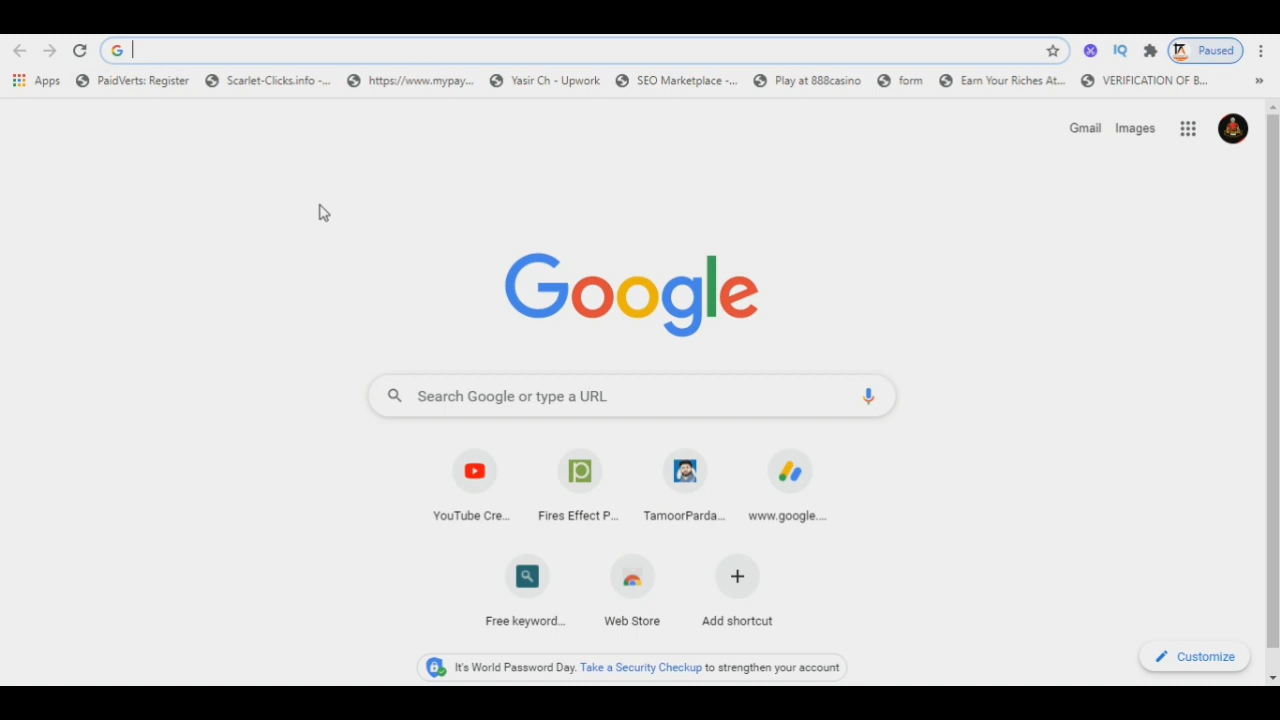 Paused
Apps PaidVerts: Register Scarlet-Clicks.info -... https://www.mypay... Yasir Ch - Upwork SEO Marketplace -... Play at 888casino form Earn Your Riches At... VERIFICATION OF B... »
Gmail Images
Google
Search Google or type a URL
YouTube Cre... Fires Effect P... TamoorParda... www.google....
Free keyword... Web Store Add shortcut
It's World Password Day. Take a Security Checkup to strengthen your account
Customize